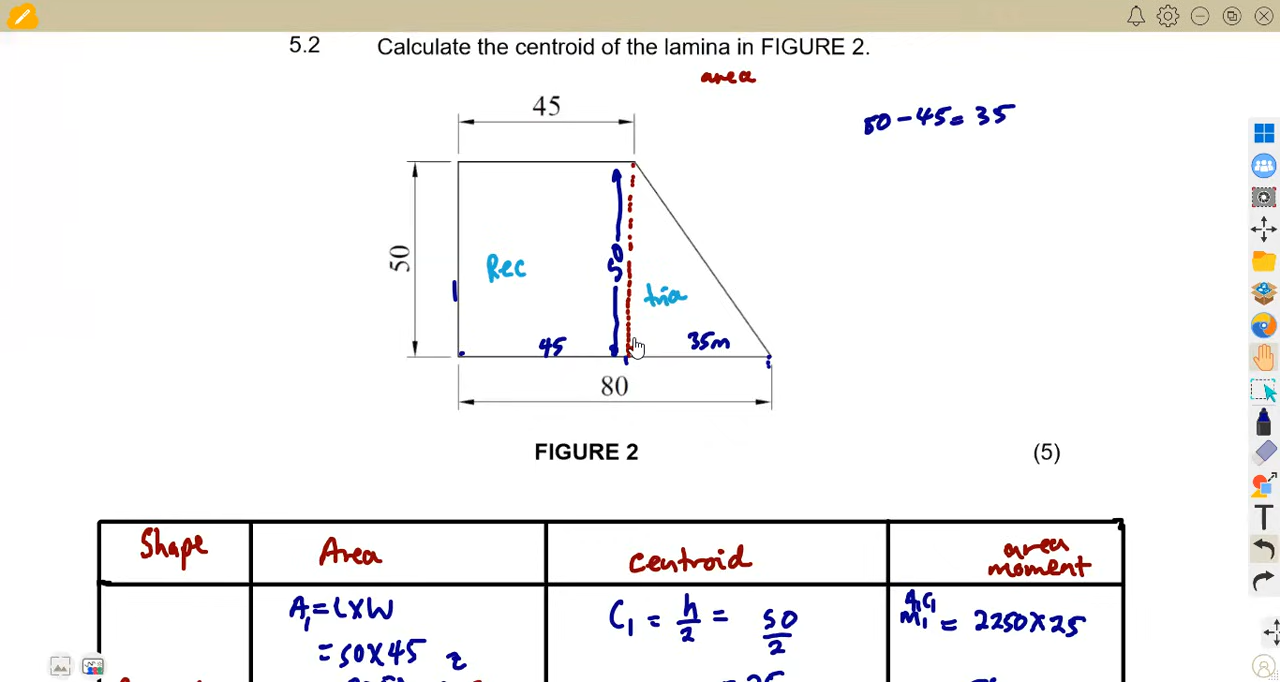 5.2 Calculate the centroid of the lamina in FIGURE 2.
area
45
80 - 45 = 35
50
50
Rec
tria
45
35m
80
FIGURE 2
(5)
Shape Area Centroid area moment
A₁ = L×W
= 50×45
C₁ = h/2 = 50/2
A₁C₁
M₁ = 2250×25